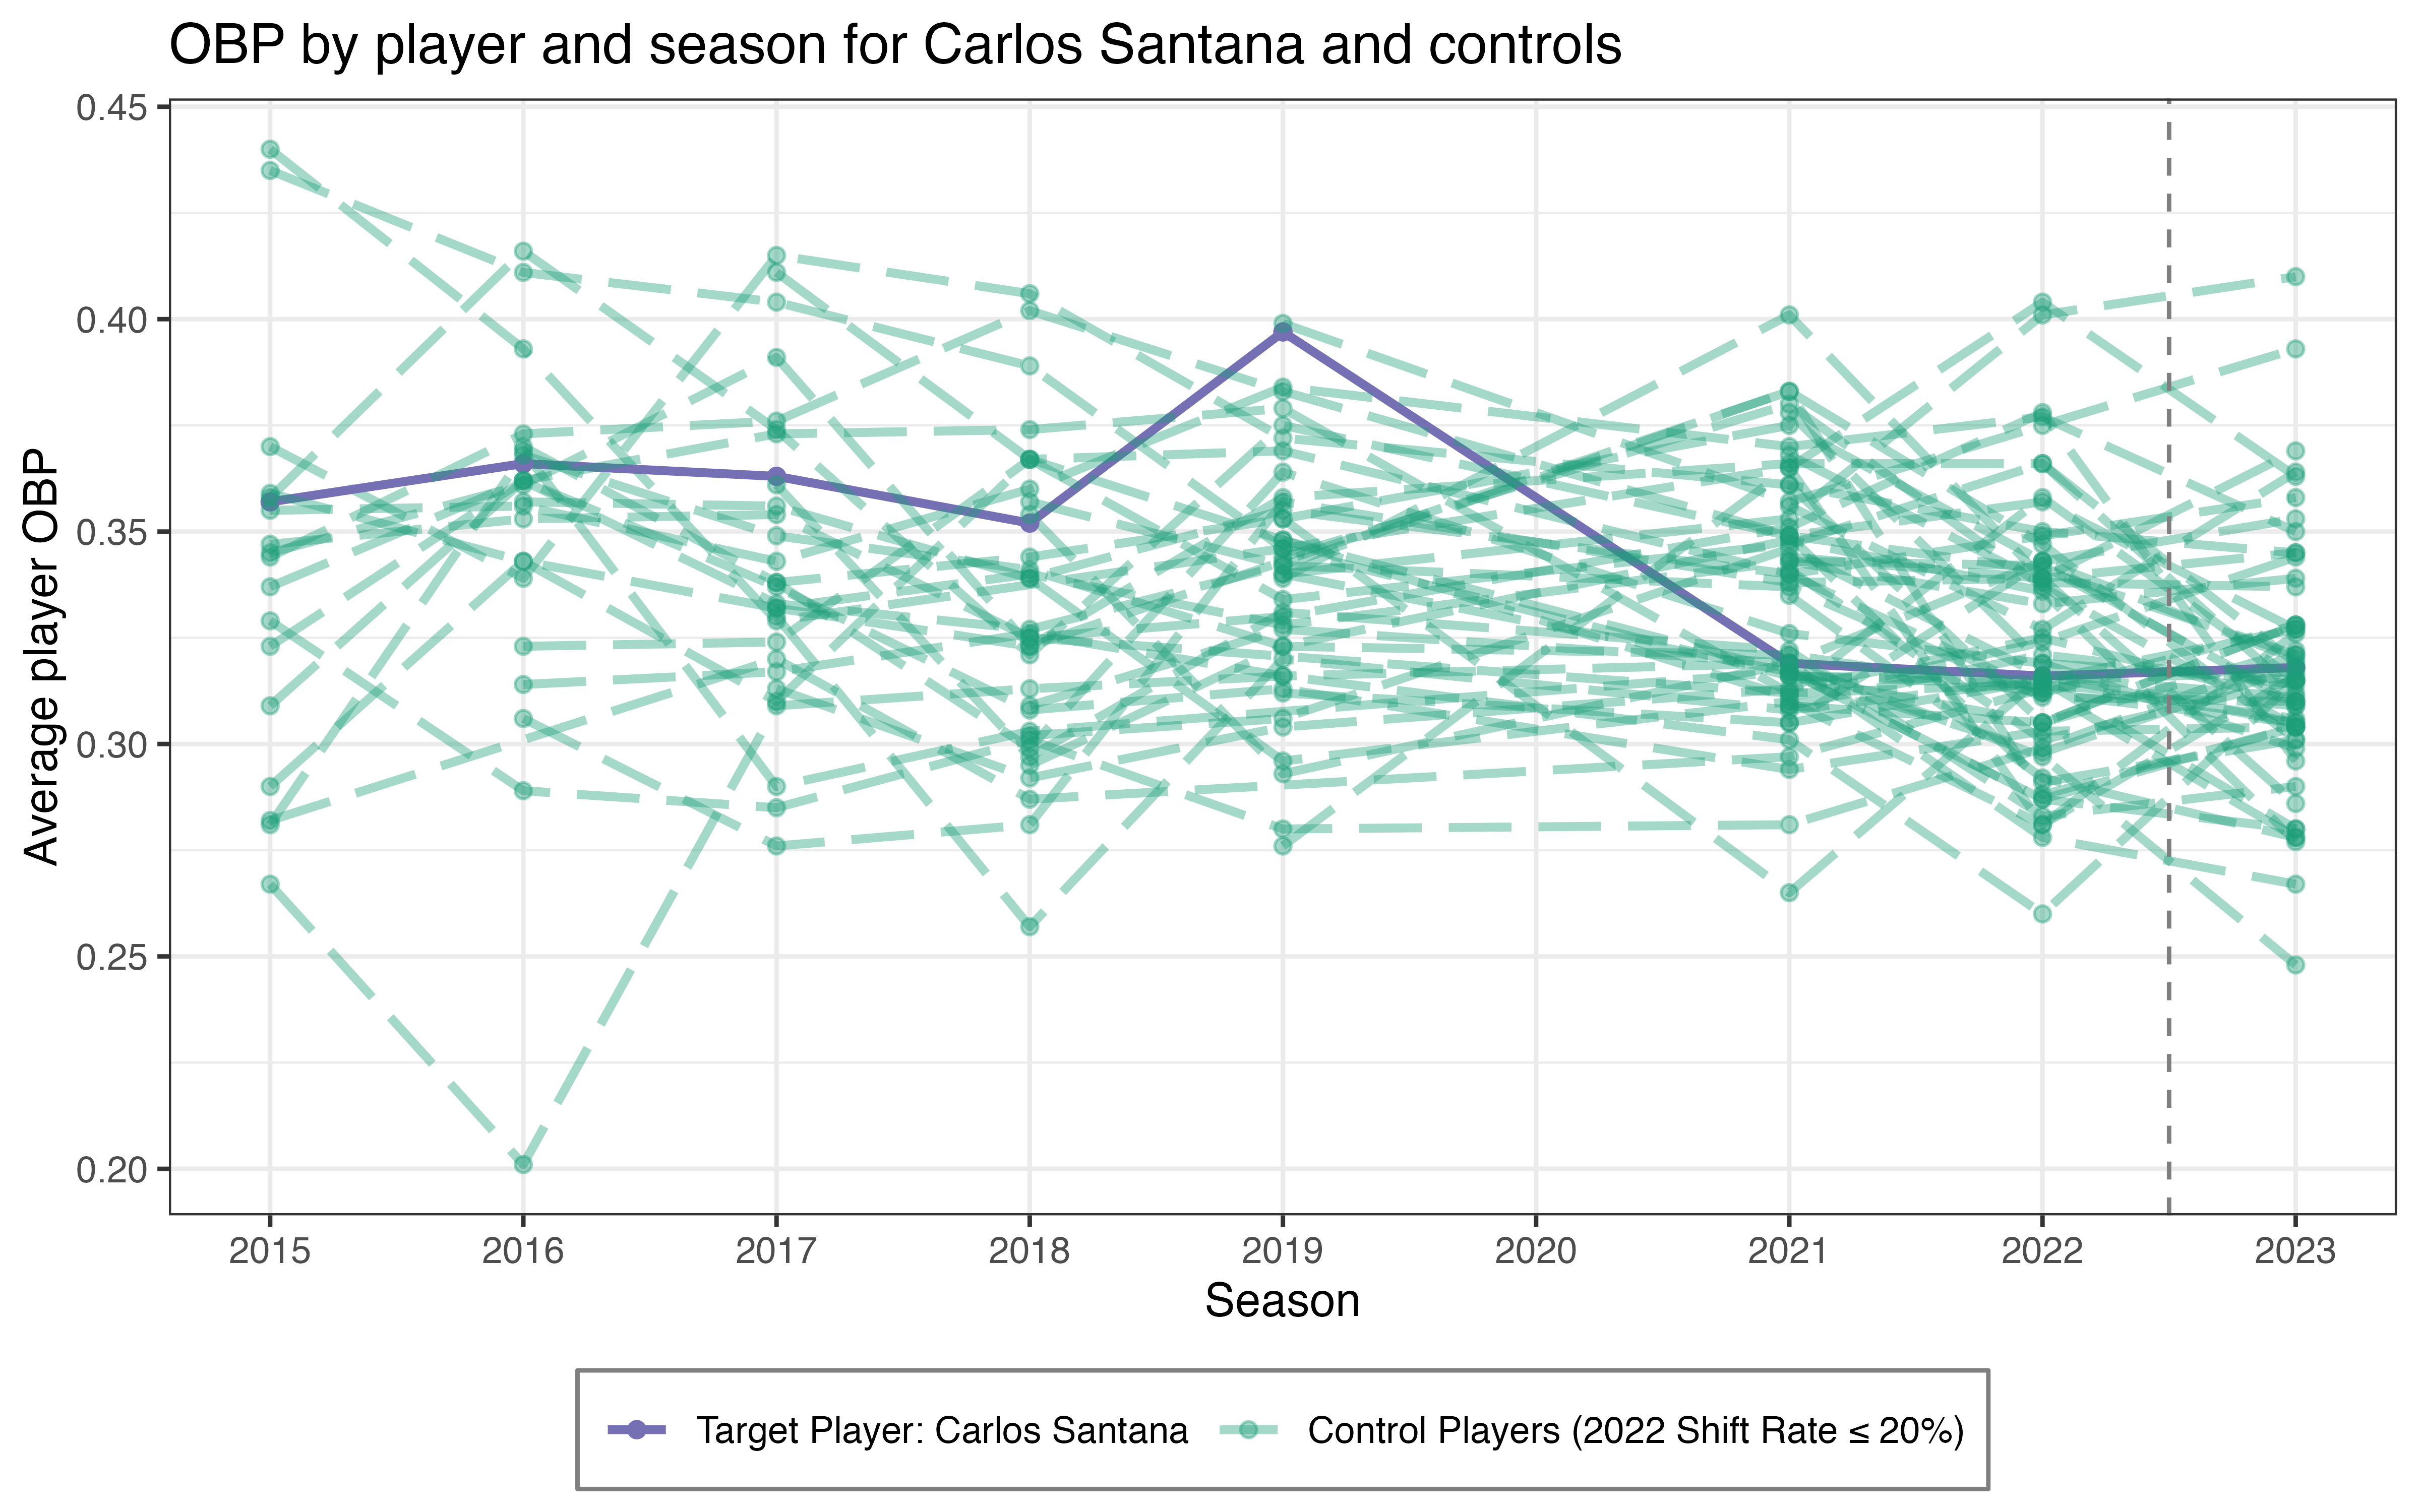 OBP by player and season for Carlos Santana and controls
Average player OBP
0.45
0.40
0.35
0.30
0.25
0.20
2015 2016 2017 2018 2019 2020 2021 2022 2023
Season
Target Player: Carlos Santana Control Players (2022 Shift Rate ≤ 20%)